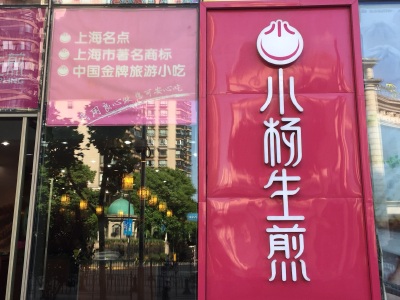 上海名点
上海市著名商标
中国金牌旅游小吃
小杨生煎